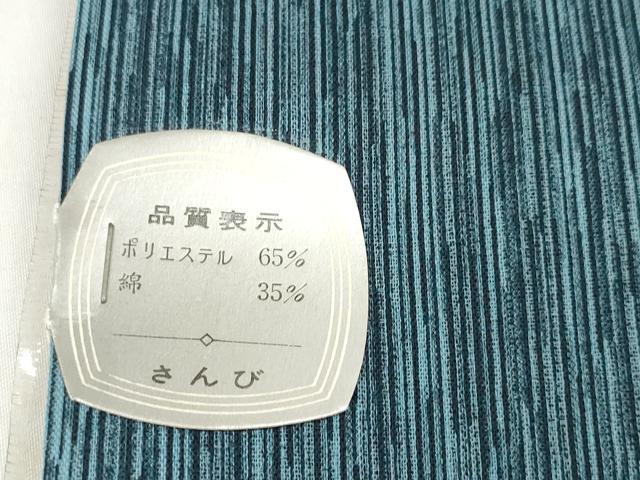 品質表示
ポリエステル 65%
綿 35%
さんび